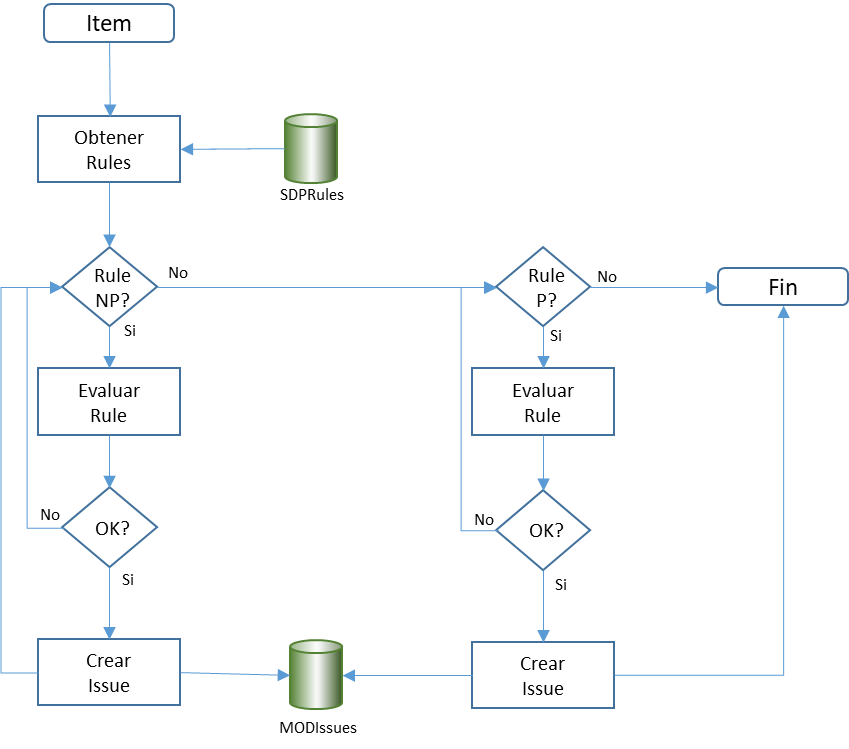 Item
Obtener
Rules
SDPRules
Rule
NP?
No
Si
Rule
P?
No
Si
Fin
Evaluar
Rule
Evaluar
Rule
OK?
No
Si
OK?
No
Si
Crear
Issue
MODIssues
Crear
Issue